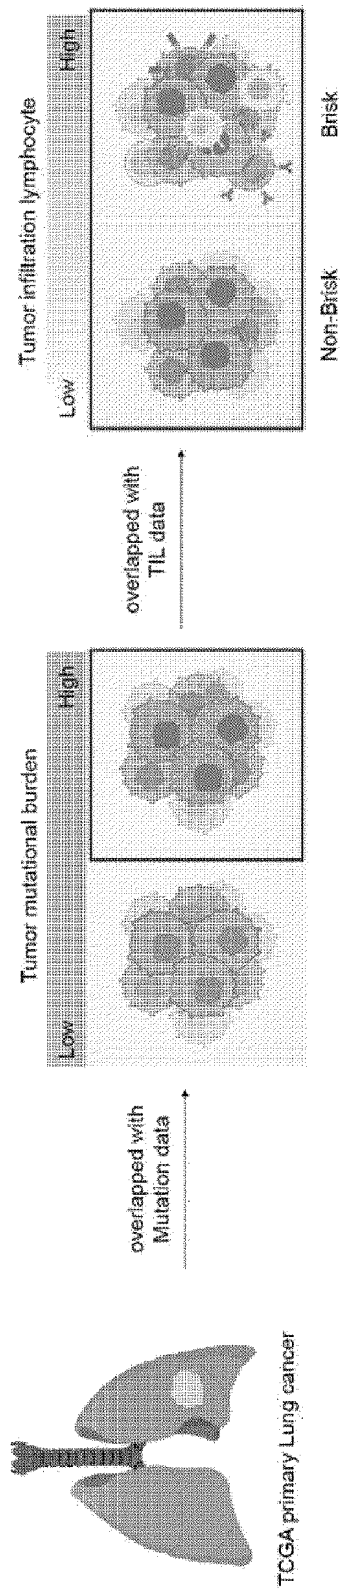 TCGA primary Lung cancer
overlapped with
Mutation data
Tumor mutational burden
Low
High
overlapped with
TIL data
Tumor infiltration lymphocyte
Low
High
Non-Brisk
Brisk